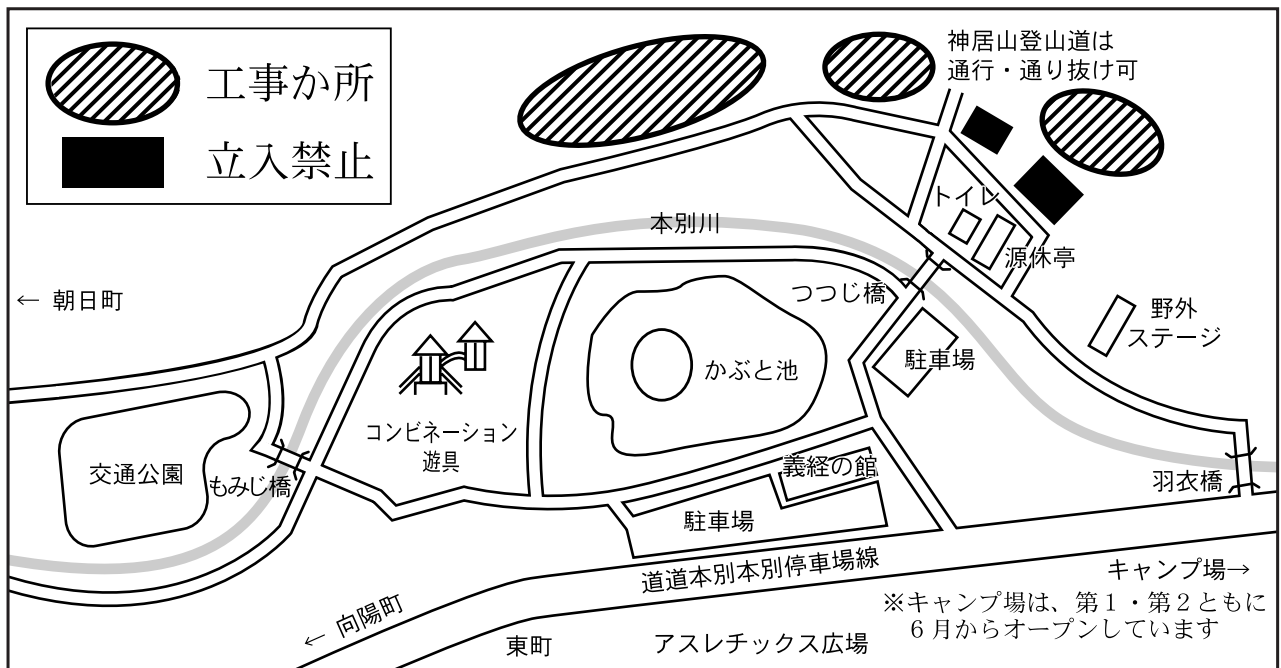 工事か所
立入禁止
神居山登山道は
通行・通り抜け可
トイレ
本別川
源休亭
← 朝日町
つつじ橋
野外
ステージ
駐車場
かぶと池
コンビネーション
遊具
交通公園
もみじ橋
義経の館
羽衣橋
駐車場
道道本別本別停車場線
キャンプ場→
※キャンプ場は、第1・第2ともに
6月からオープンしています
← 向陽町
東町
アスレチックス広場